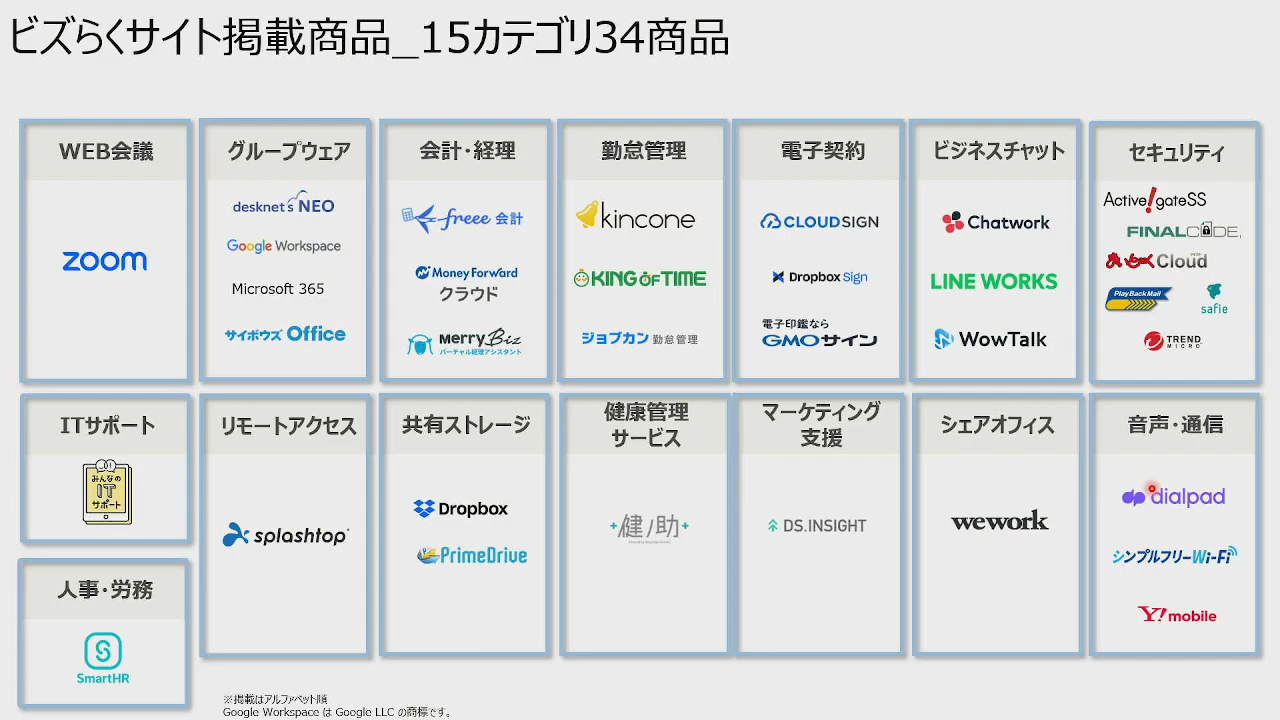 ビズらくサイト掲載商品_15カテゴリ34商品
WEB会議
zoom
グループウェア
desknet's NEO
Google Workspace
Microsoft 365
サイボウズ Office
会計・経理
freee 会計
Money Forward
クラウド
MerryBiz
バーチャル経理アシスタント
勤怠管理
kincone
KING OF TIME
ジョブカン 勤怠管理
電子契約
CLOUDSIGN
Dropbox Sign
電子印鑑なら
GMOサイン
ビジネスチャット
Chatwork
LINE WORKS
WowTalk
セキュリティ
Active!gateSS
FINALCODE
Cloud
PlayBackMail
safie
TREND
MICRO
ITサポート
みんなの
IT
サポート
リモートアクセス
splashtop
共有ストレージ
Dropbox
PrimeDrive
健康管理
サービス
健ノ助
マーケティング
支援
DS.INSIGHT
シェアオフィス
wework
音声・通信
dialpad
シンプルフリーWi-Fi
Y!mobile
人事・労務
SmartHR
※掲載はアルファベット順
Google Workspace は Google LLC の商標です。